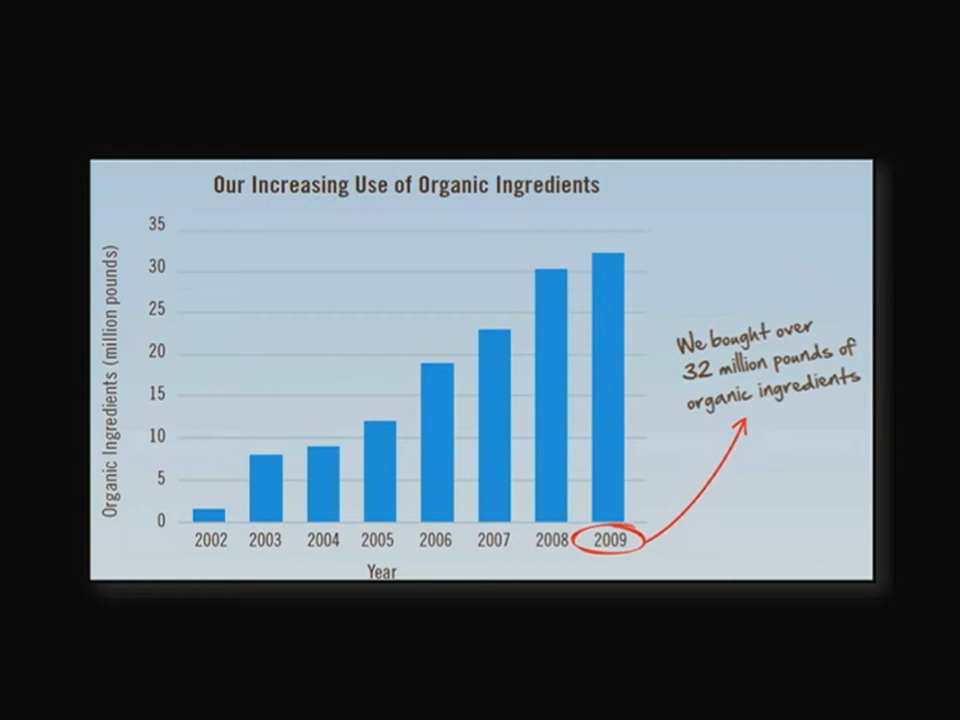 Our Increasing Use of Organic Ingredients
Organic Ingredients (million pounds)
35
30
25
20
15
10
5
0
2002 2003 2004 2005 2006 2007 2008 2009
Year
We bought over
32 million pounds of
organic ingredients